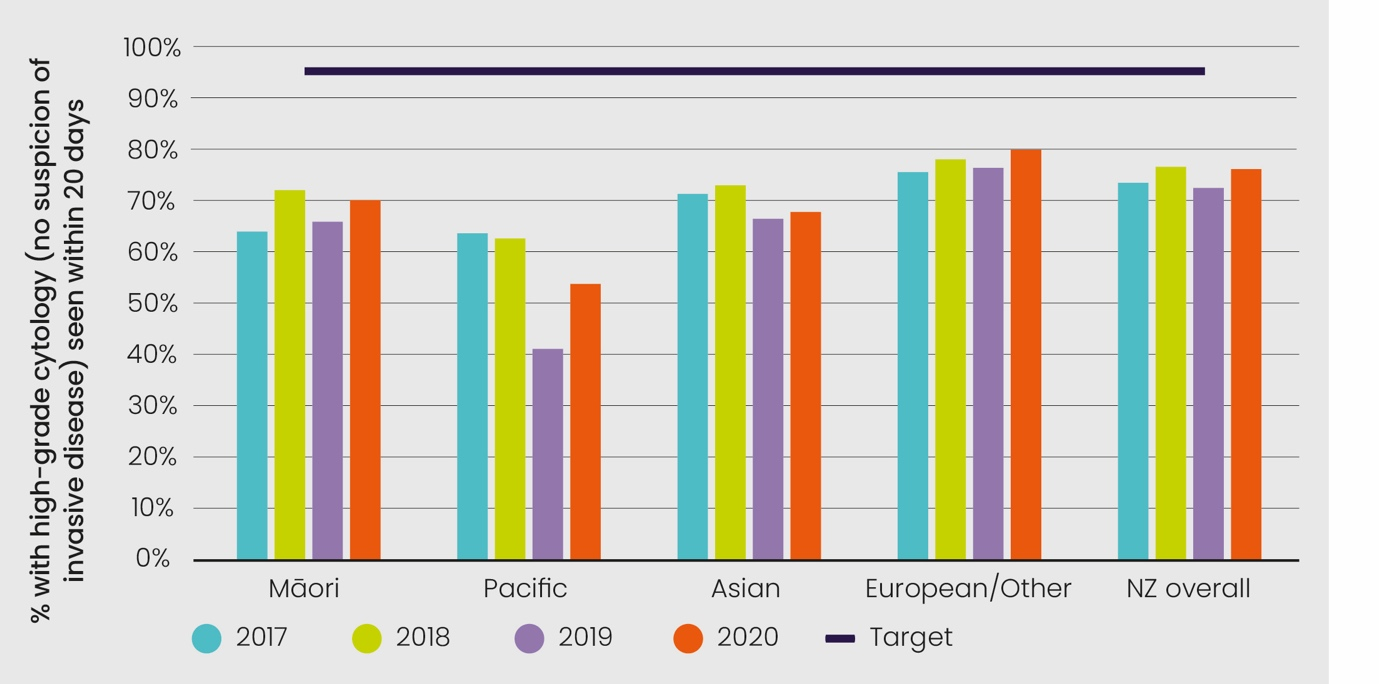 % with high-grade cytology (no suspicion of
invasive disease) seen within 20 days
100%
90%
80%
70%
60%
50%
40%
30%
20%
10%
0%
Māori
Pacific
Asian
European/Other
NZ overall
2017
2018
2019
2020
Target